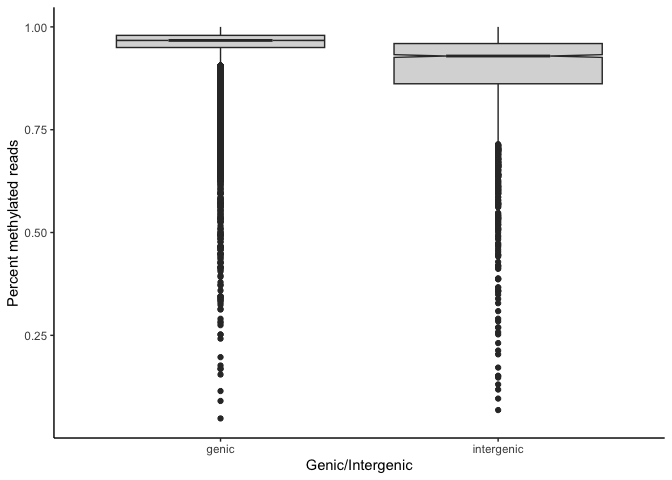 1.00
0.75
0.50
0.25
Percent methylated reads
genic
intergenic
Genic/Intergenic